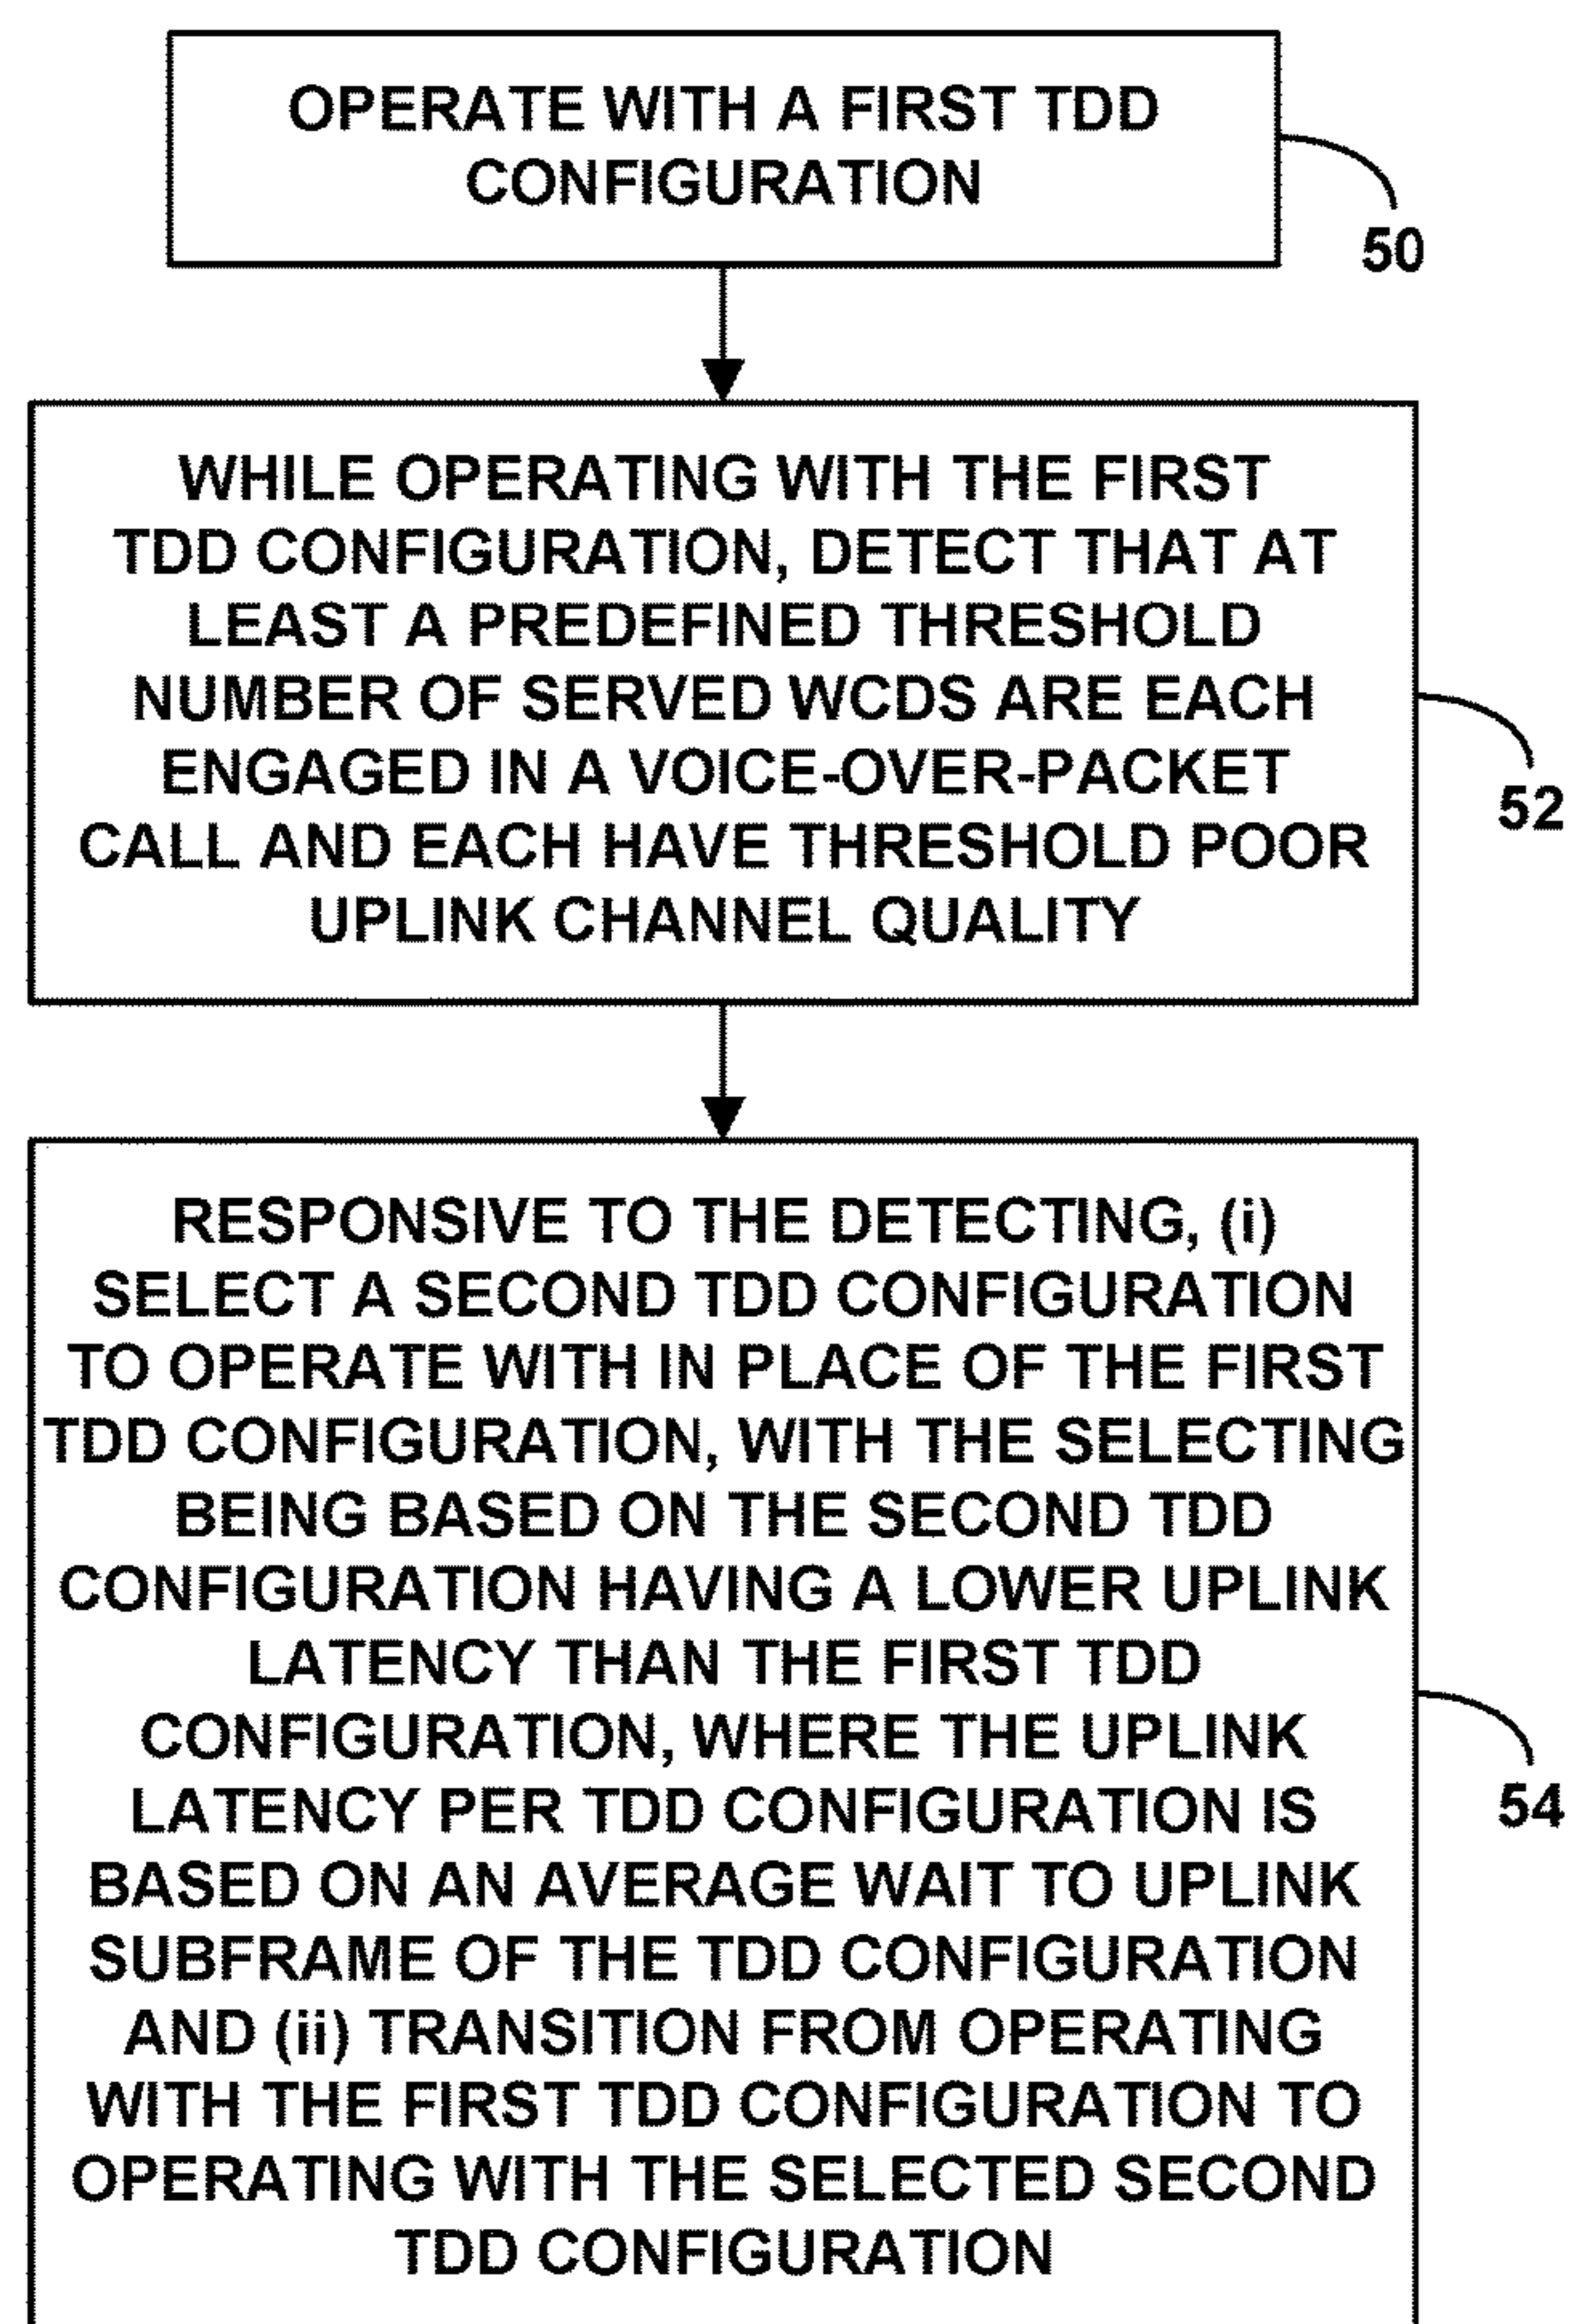 OPERATE WITH A FIRST TDD
CONFIGURATION
50
WHILE OPERATING WITH THE FIRST
TDD CONFIGURATION, DETECT THAT AT
LEAST A PREDEFINED THRESHOLD
NUMBER OF SERVED WCDS ARE EACH
ENGAGED IN A VOICE-OVER-PACKET
CALL AND EACH HAVE THRESHOLD POOR
UPLINK CHANNEL QUALITY
52
RESPONSIVE TO THE DETECTING, (i)
SELECT A SECOND TDD CONFIGURATION
TO OPERATE WITH IN PLACE OF THE FIRST
TDD CONFIGURATION, WITH THE SELECTING
BEING BASED ON THE SECOND TDD
CONFIGURATION HAVING A LOWER UPLINK
LATENCY THAN THE FIRST TDD
CONFIGURATION, WHERE THE UPLINK
LATENCY PER TDD CONFIGURATION IS
BASED ON AN AVERAGE WAIT TO UPLINK
SUBFRAME OF THE TDD CONFIGURATION
AND (ii) TRANSITION FROM OPERATING
WITH THE FIRST TDD CONFIGURATION TO
OPERATING WITH THE SELECTED SECOND
TDD CONFIGURATION
54